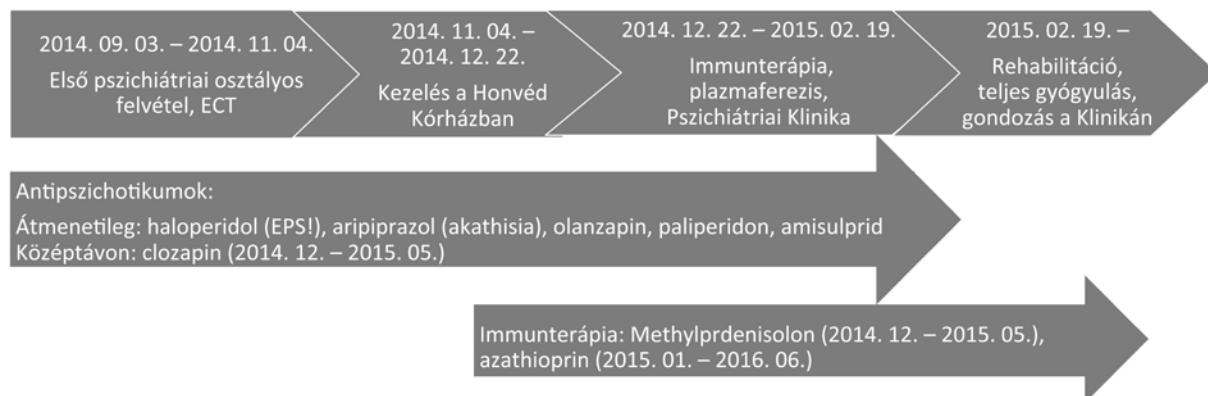 2014. 09. 03. – 2014. 11. 04.
Első pszichiátriai osztályos
felvétel, ECT
2014. 11. 04. –
2014. 12. 22.
Kezelés a Honvéd
Kórházban
2014. 12. 22. – 2015. 02. 19.
Immunterápia,
plazmaferezis,
Pszichiátriai Klinika
2015. 02. 19. –
Rehabilitáció,
teljes gyógyulás,
gondozás a Klinikán
Antipszichotikumok:
Átmenetileg: haloperidol (EPS!), aripiprazol (akathisia), olanzapin, paliperidon, amisulprid
Középtávon: clozapin (2014. 12. – 2015. 05.)
Immunterápia: Methylprdenisolon (2014. 12. – 2015. 05.),
azathioprin (2015. 01. – 2016. 06.)